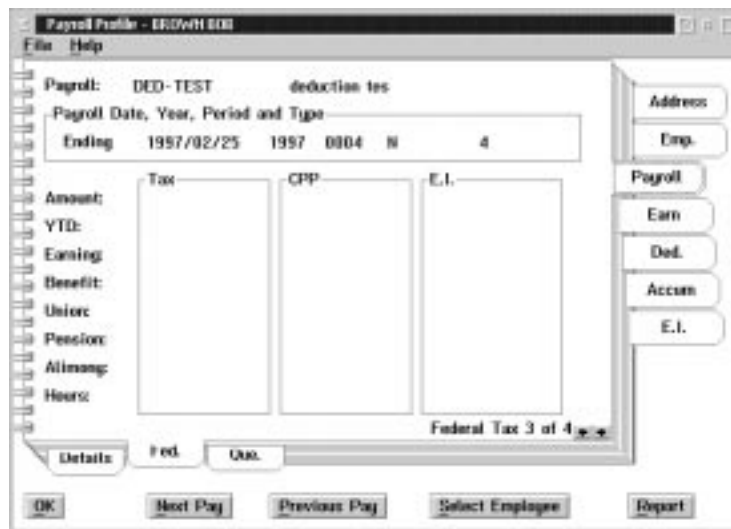 Payroll Profile - BROWN BOB
File Help
Payroll: DED-TEST deduction tes
Payroll Date, Year, Period and Type
Ending 1997/02/25 1997 0004 N 4
Tax CPP E.I.
Amount:
YTD:
Earning:
Benefit:
Union:
Pension:
Alimony:
Hours:
Federal Tax 3 of 4
Address
Emp.
Payroll
Earn
Ded.
Accum
E.I.
Details Fed. Que.
OK Next Pay Previous Pay Select Employee Report